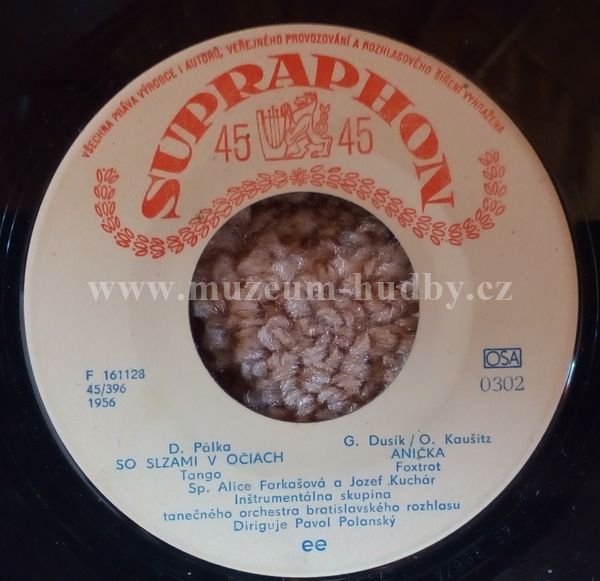 VŠECHNA PRÁVA VÝROBCE I AUTORŮ, VEŘEJNÉHO PROVOZOVÁNÍ A ROZHLASOVÉHO ŠÍŘENÍ VYHRAŽENA
SUPRAPHON
45 45
www.muzeum-hudby.cz
F 161128
45/396
1956
OSA
0302
D. Pálka
SO SLZAMI V OČIACH
Tango
G. Dusík/O. Kaušitz
ANIČKA
Foxtrot
Sp. Alice Farkašová a Jozef Kuchár
Inštrumentálna skupina
tanečného orchestra bratislavského rozhlasu
Diriguje Pavol Polanský
ee